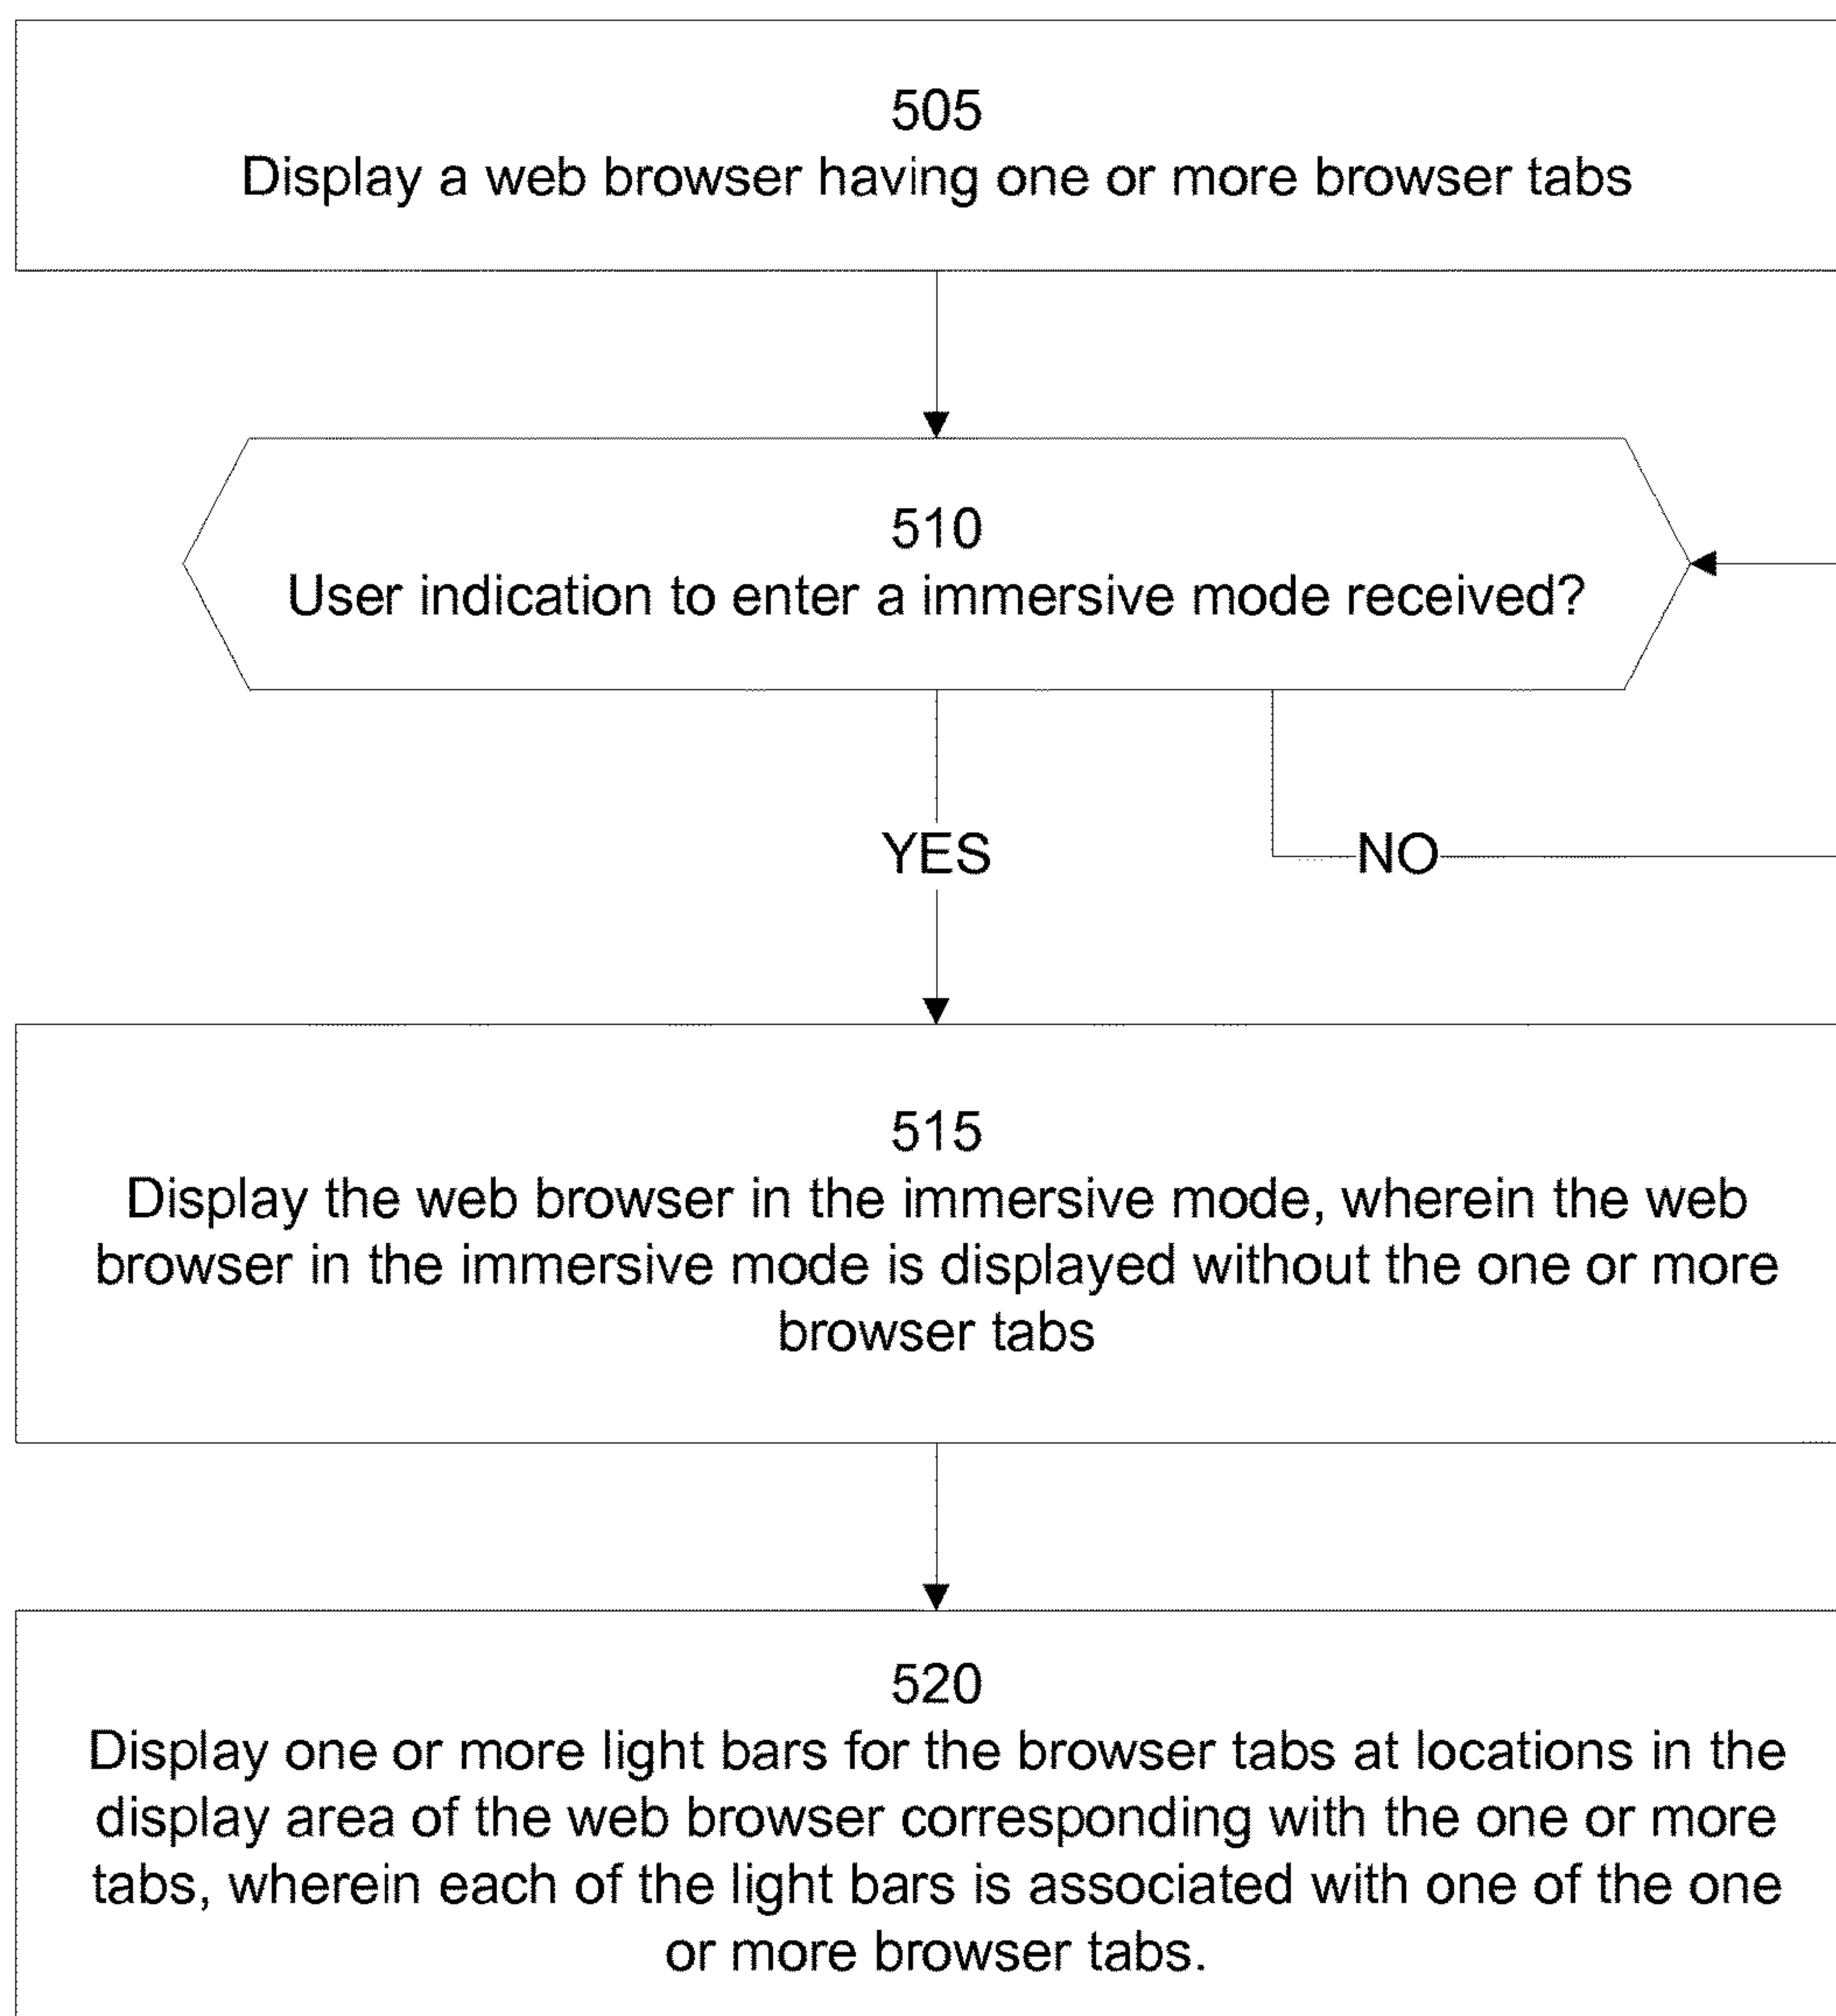 505
Display a web browser having one or more browser tabs
510
User indication to enter a immersive mode received?
YES
NO
515
Display the web browser in the immersive mode, wherein the web
browser in the immersive mode is displayed without the one or more
browser tabs
520
Display one or more light bars for the browser tabs at locations in the
display area of the web browser corresponding with the one or more
tabs, wherein each of the light bars is associated with one of the one
or more browser tabs.